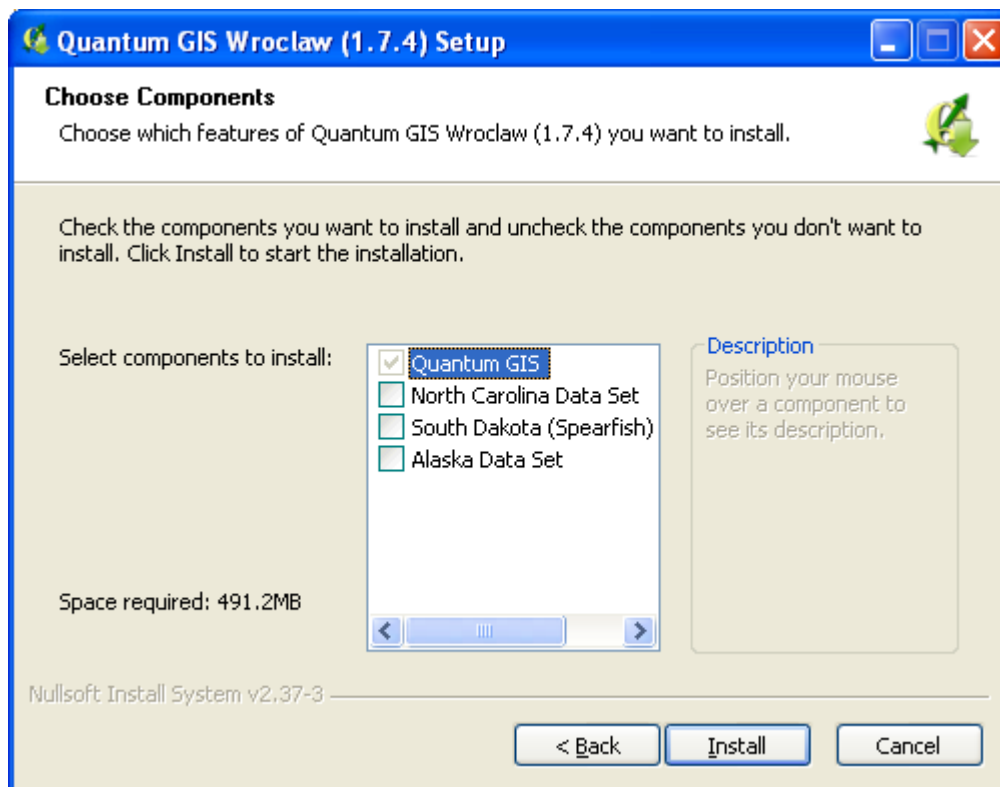 Quantum GIS Wroclaw (1.7.4) Setup
Choose Components
Choose which features of Quantum GIS Wroclaw (1.7.4) you want to install.
Check the components you want to install and uncheck the components you don't want to
install. Click Install to start the installation.
Select components to install:
Quantum GIS
North Carolina Data Set
South Dakota (Spearfish)
Alaska Data Set
Description
Position your mouse
over a component to
see its description.
Space required: 491.2MB
Nullsoft Install System v2.37-3
< Back
Install
Cancel